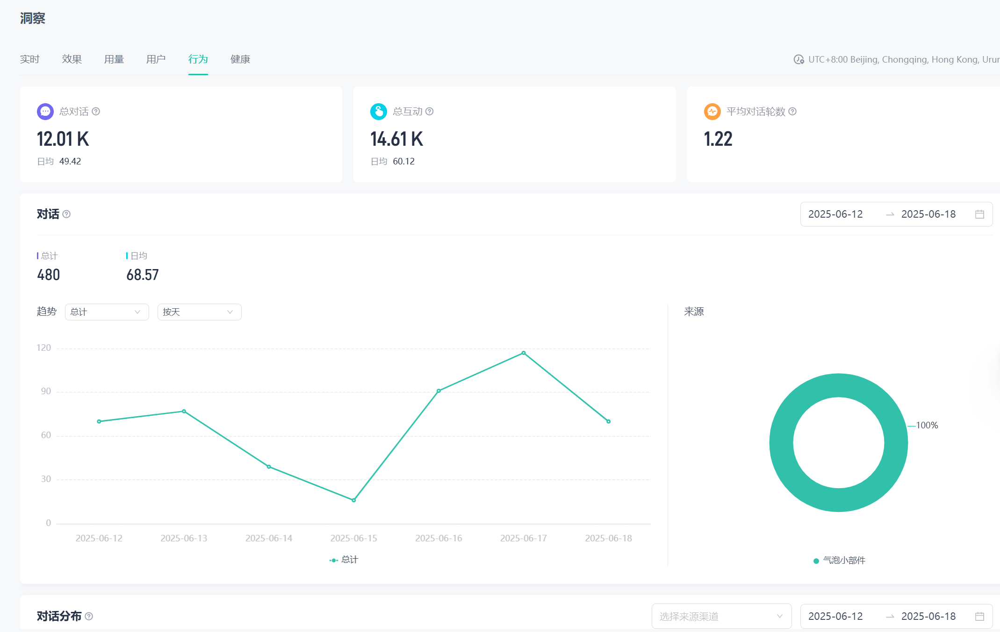 洞察
实时 效果 用量 用户 行为 健康
UTC+8:00 Beijing, Chongqing, Hong Kong,
总对话 总互动 平均对话轮数
12.01 K 14.61 K 1.22
日均 49.42 日均 60.12
对话 2025-06-12 2025-06-18
总计 日均
480 68.57
趋势 总计 按天 来源
120
90
60
30
0
100%
2025-06-12 2025-06-13 2025-06-14 2025-06-15 2025-06-16 2025-06-17 2025-06-18
总计 气泡小部件
对话分布 选择来源渠道 2025-06-12 2025-06-18